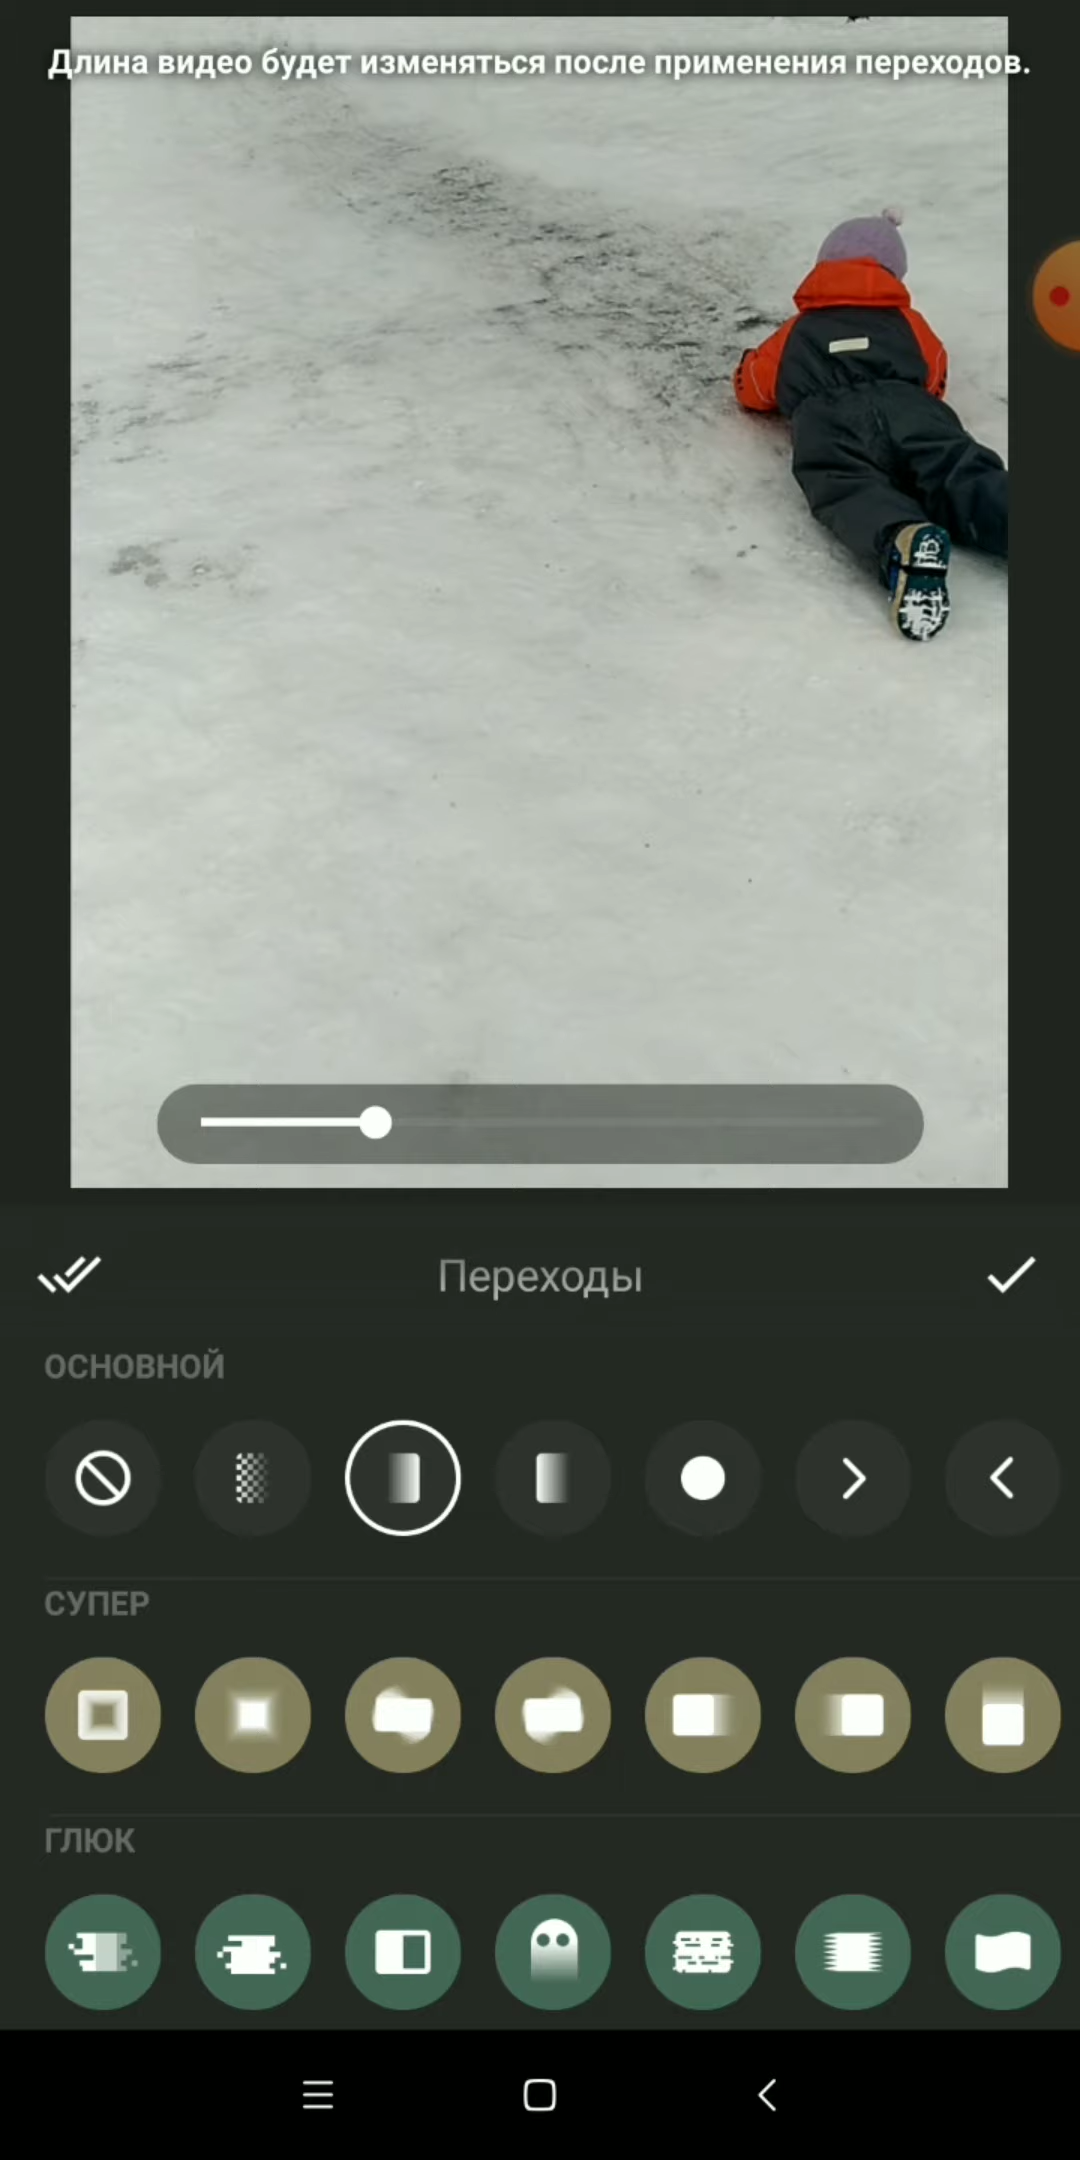 Длина видео будет изменяться после применения переходов.
Переходы
ОСНОВНОЙ
СУПЕР
ГЛЮК